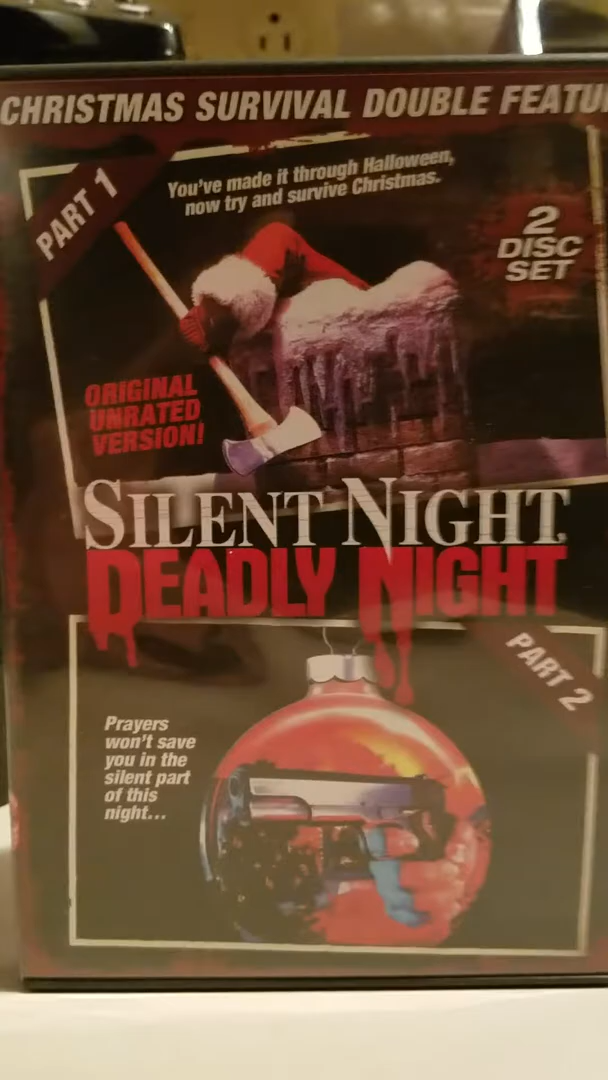 CHRISTMAS SURVIVAL DOUBLE FEATU
PART 1
You've made it through Halloween,
now try and survive Christmas.
2
DISC
SET
ORIGINAL
UNRATED
VERSION!
SILENT NIGHT,
DEADLY NIGHT
PART 2
Prayers
won't save
you in the
silent part
of this
night...